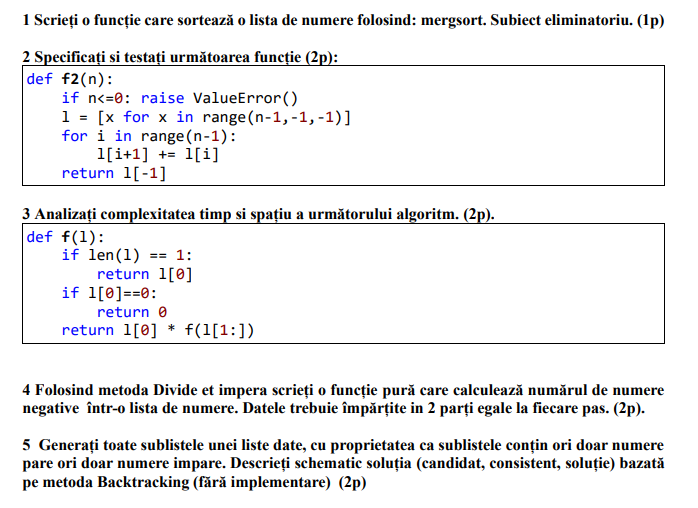 1 Scrieți o funcție care sortează o lista de numere folosind: mergsort. Subiect eliminatoriu. (1p)
2 Specificați si testați următoarea funcție (2p):
def f2(n):
    if n<=0: raise ValueError()
    l = [x for x in range(n-1,-1,-1)]
    for i in range(n-1):
        l[i+1] += l[i]
    return l[-1]
3 Analizați complexitatea timp si spațiu a următorului algoritm. (2p).
def f(l):
    if len(l) == 1:
        return l[0]
    if l[0]==0:
        return 0
    return l[0] * f(l[1:])
4 Folosind metoda Divide et impera scrieți o funcție pură care calculează numărul de numere
negative într-o lista de numere. Datele trebuie împărțite in 2 parți egale la fiecare pas. (2p).
5 Generați toate sublistele unei liste date, cu proprietatea ca sublistele conțin ori doar numere
pare ori doar numere impare. Descrieți schematic soluția (candidat, consistent, soluție) bazată
pe metoda Backtracking (fără implementare) (2p)